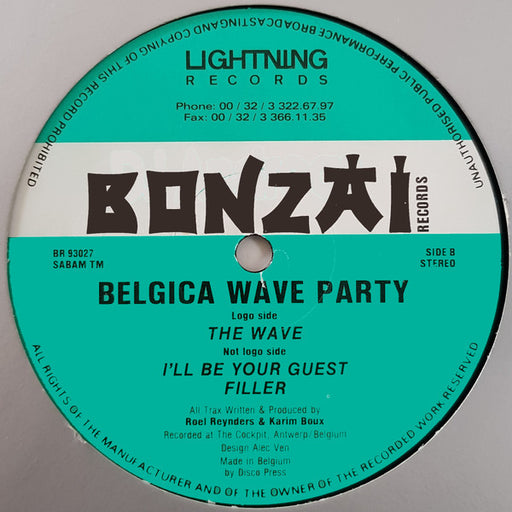 UNAUTHORISED PUBLIC PERFORMANCE BROADCASTING AND COPYING OF THIS RECORD PROHIBITED
LIGHTNING
RECORDS
Phone: 00 / 32 / 3 322.67.97
Fax: 00 / 32 / 3 366.11.35
BONZAI
RECORDS
BR 93027
SABAM TM
SIDE B
STEREO
BELGICA WAVE PARTY
Logo side
THE WAVE
Not logo side
I'LL BE YOUR GUEST
FILLER
All Trax Written & Produced by
Roel Reynders & Karim Boux
Recorded at The Cockpit, Antwerp/Belgium
Design Alec Ven
Made in Belgium
by Disco Press
ALL RIGHTS OF THE MANUFACTURER AND OF THE OWNER OF THE RECORDED WORK RESERVED